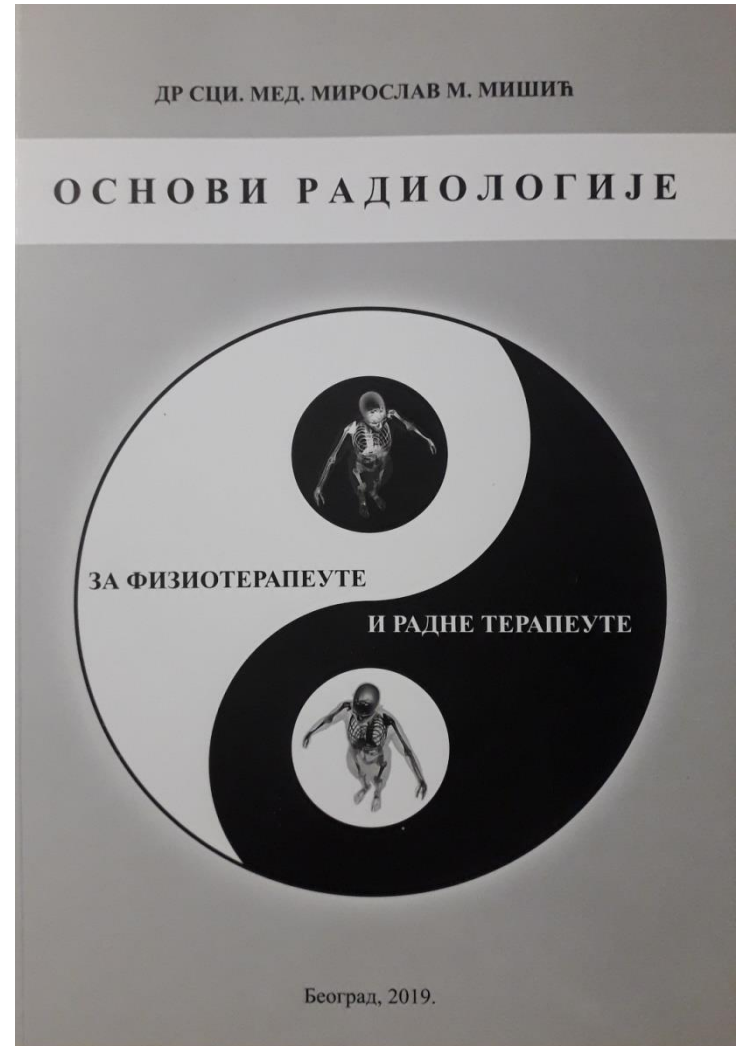 ДР СЦИ. МЕД. МИРОСЛАВ М. МИШИЋ
ОСНОВИ РАДИОЛОГИЈЕ
ЗА ФИЗИОТЕРАПЕУТЕ
И РАДНЕ ТЕРАПЕУТЕ
Београд, 2019.